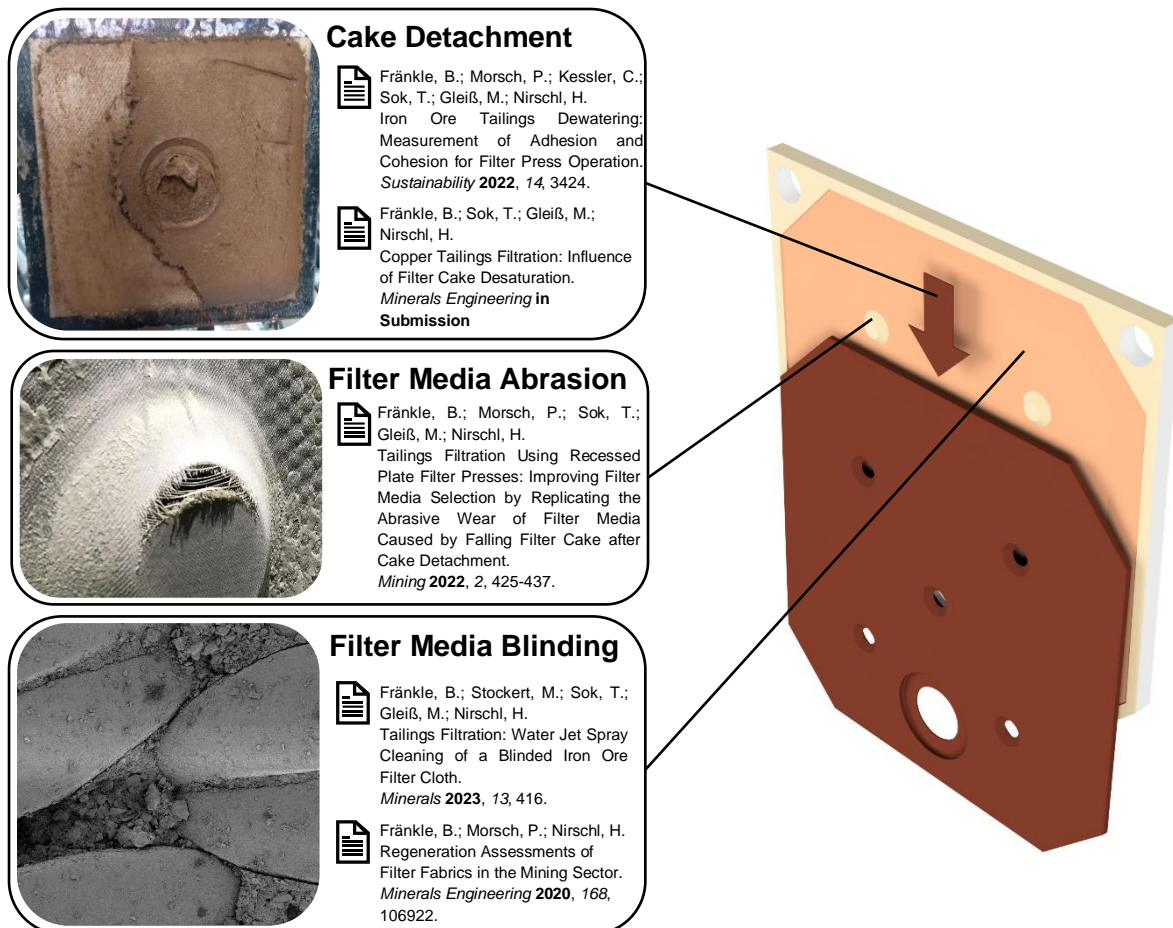 Cake Detachment
Fränkle, B.; Morsch, P.; Kessler, C.;
Sok, T.; Gleiß, M.; Nirschl, H.
Iron Ore Tailings Dewatering:
Measurement of Adhesion and
Cohesion for Filter Press Operation.
Sustainability 2022, 14, 3424.
Fränkle, B.; Sok, T.; Gleiß, M.;
Nirschl, H.
Copper Tailings Filtration: Influence
of Filter Cake Desaturation.
Minerals Engineering in
Submission
Filter Media Abrasion
Fränkle, B.; Morsch, P.; Sok, T.;
Gleiß, M.; Nirschl, H.
Tailings Filtration Using Recessed
Plate Filter Presses: Improving Filter
Media Selection by Replicating the
Abrasive Wear of Filter Media
Caused by Falling Filter Cake after
Cake Detachment.
Mining 2022, 2, 425-437.
Filter Media Blinding
Fränkle, B.; Stockert, M.; Sok, T.;
Gleiß, M.; Nirschl, H.
Tailings Filtration: Water Jet Spray
Cleaning of a Blinded Iron Ore
Filter Cloth.
Minerals 2023, 13, 416.
Fränkle, B.; Morsch, P.; Nirschl, H.
Regeneration Assessments of
Filter Fabrics in the Mining Sector.
Minerals Engineering 2020, 168,
106922.